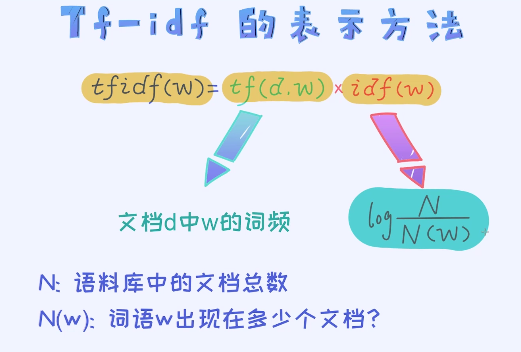 Tf-idf 的表示方法
tfidf(w)= tf(d.w) × idf(w)
文档d中w的词频
log N/N(W)
N: 语料库中的文档总数
N(w): 词语w出现在多少个文档?